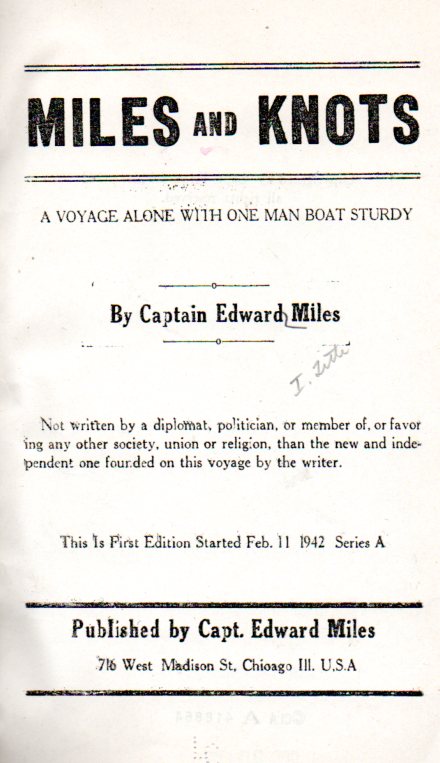 MILES AND KNOTS
A VOYAGE ALONE WITH ONE MAN BOAT STURDY
By Captain Edward Miles
Not written by a diplomat, politician, or member of, or favor
ing any other society, union or religion, than the new and inde-
pendent one founded on this voyage by the writer.
This Is First Edition Started Feb. 11 1942 Series A
Published by Capt. Edward Miles
716 West Madison St, Chicago Ill. U.S.A